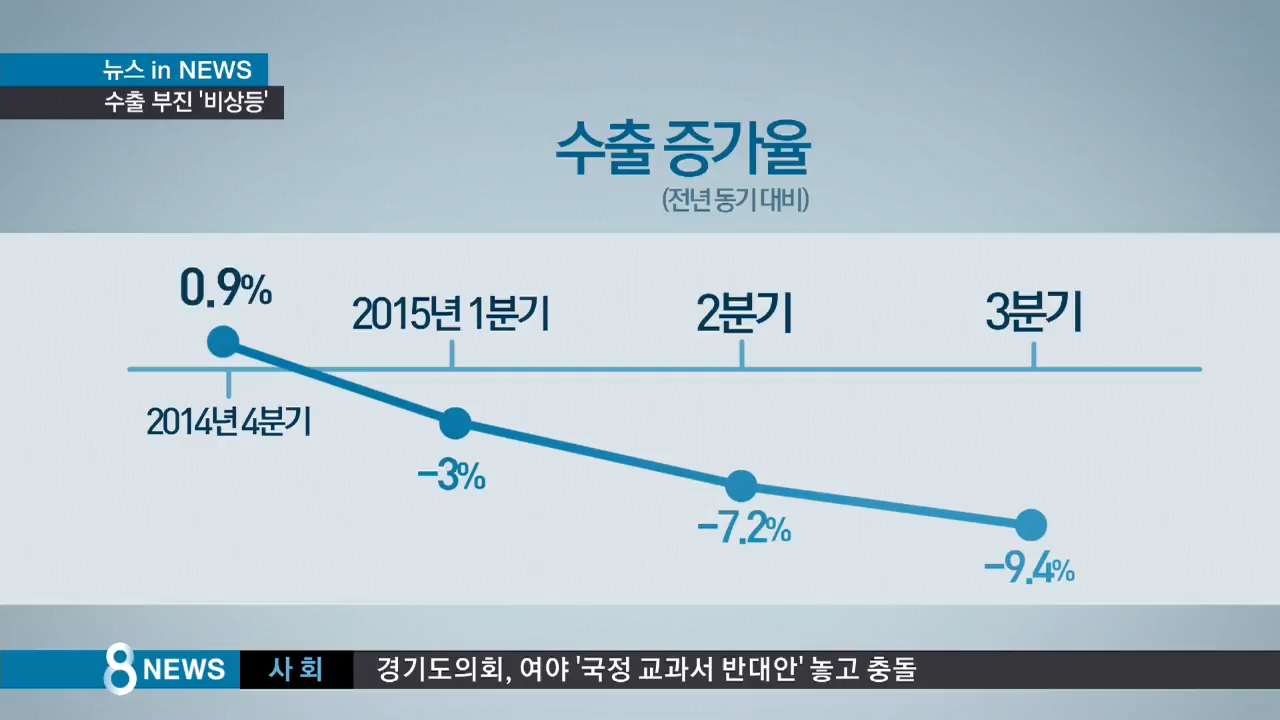 뉴스 in NEWS
수출 부진 '비상등'
수출 증가율
(전년 동기 대비)
0.9%
2015년 1분기
2분기
3분기
2014년 4분기
-3%
-7.2%
-9.4%
8 NEWS
사회
경기도의회, 여야 '국정 교과서 반대안' 놓고 충돌